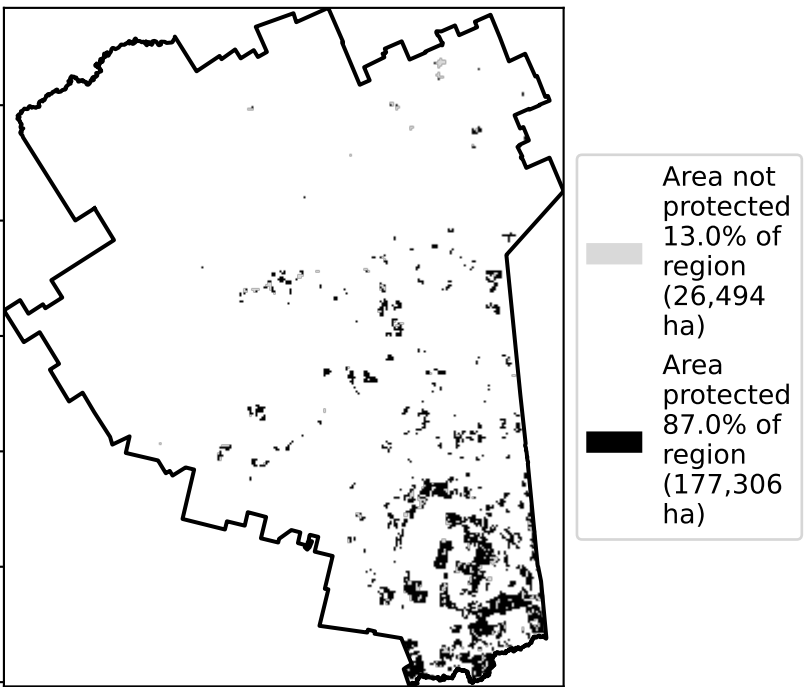 Area not
protected
13.0% of
region
(26,494
ha)
Area
protected
87.0% of
region
(177,306
ha)